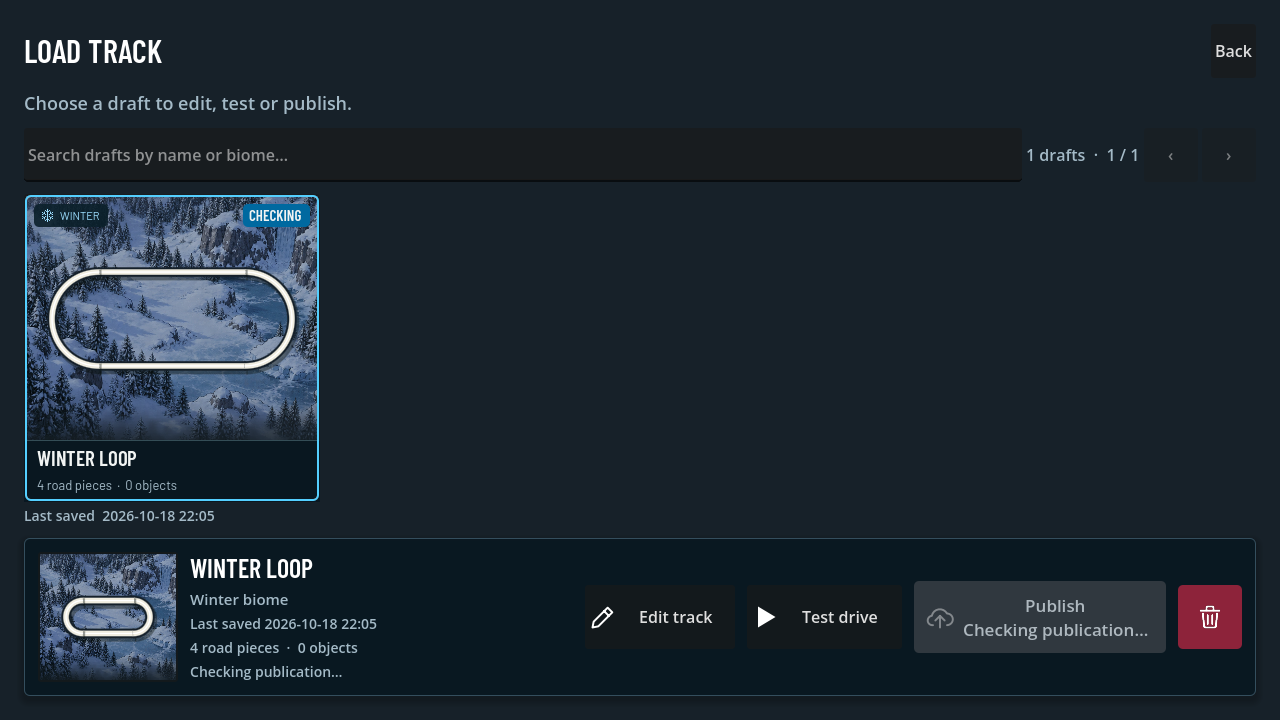 LOAD TRACK
Back
Choose a draft to edit, test or publish.
Search drafts by name or biome...
1 drafts · 1 / 1
‹
›
WINTER
CHECKING
WINTER LOOP
4 road pieces · 0 objects
Last saved 2026-10-18 22:05
WINTER LOOP
Winter biome
Last saved 2026-10-18 22:05
4 road pieces · 0 objects
Checking publication...
Edit track
Test drive
Publish
Checking publication...